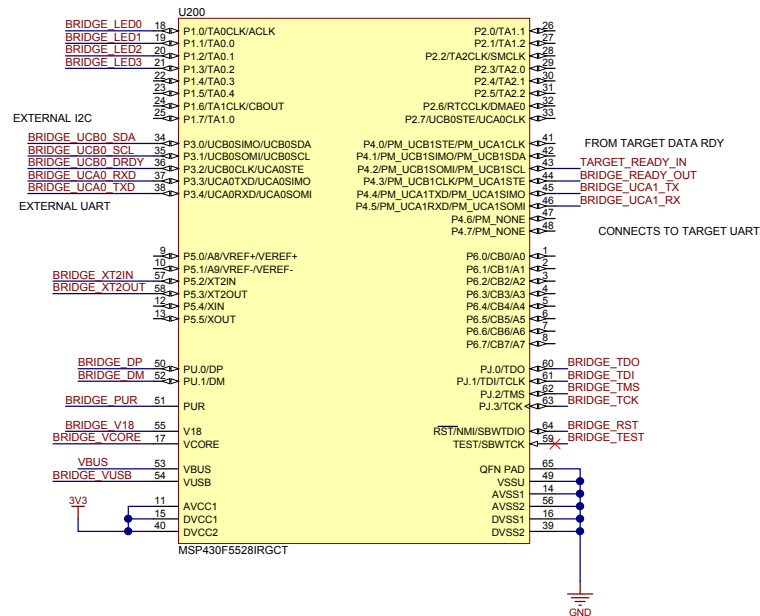 U200
BRIDGE_LED0 18 P1.0/TA0CLK/ACLK P2.0/TA1.1 26
BRIDGE_LED1 19 P1.1/TA0.0 P2.1/TA1.2 27
BRIDGE_LED2 20 P1.2/TA0.1 P2.2/TA2CLK/SMCLK 28
BRIDGE_LED3 21 P1.3/TA0.2 P2.3/TA2.0 29
22 P1.4/TA0.3 P2.4/TA2.1 30
23 P1.5/TA0.4 P2.5/TA2.2 31
24 P1.6/TA1CLK/CBOUT P2.6/RTCCLK/DMAE0 32
25 P1.7/TA1.0 P2.7/UCB0STE/UCA0CLK 33
EXTERNAL I2C
BRIDGE_UCB0_SDA 34 P3.0/UCB0SIMO/UCB0SDA P4.0/PM_UCB1STE/PM_UCA1CLK 41 FROM TARGET DATA RDY
BRIDGE_UCB0_SCL 35 P3.1/UCB0SOMI/UCB0SCL P4.1/PM_UCB1SIMO/PM_UCB1SDA 42
BRIDGE_UCB0_DRDY 36 P3.2/UCB0CLK/UCA0STE P4.2/PM_UCB1SOMI/PM_UCB1SCL 43 TARGET_READY_IN
BRIDGE_UCA0_RXD 37 P3.3/UCA0TXD/UCA0SIMO P4.3/PM_UCB1CLK/PM_UCA1STE 44 BRIDGE_READY_OUT
BRIDGE_UCA0_TXD 38 P3.4/UCA0RXD/UCA0SOMI P4.4/PM_UCA1TXD/PM_UCA1SIMO 45 BRIDGE_UCA1_TX
EXTERNAL UART P4.5/PM_UCA1RXD/PM_UCA1SOMI 46 BRIDGE_UCA1_RX
P4.6/PM_NONE 47
P4.7/PM_NONE 48 CONNECTS TO TARGET UART
9 P5.0/A8/VREF+/VEREF+ P6.0/CB0/A0 1
10 P5.1/A9/VREF-/VEREF- P6.1/CB1/A1 2
BRIDGE_XT2IN 57 P5.2/XT2IN P6.2/CB2/A2 3
BRIDGE_XT2OUT 58 P5.3/XT2OUT P6.3/CB3/A3 4
12 P5.4/XIN P6.4/CB4/A4 5
13 P5.5/XOUT P6.5/CB5/A5 6
P6.6/CB6/A6 7
P6.7/CB7/A7 8
BRIDGE_DP 50 PU.0/DP PJ.0/TDO 60 BRIDGE_TDO
BRIDGE_DM 52 PU.1/DM PJ.1/TDI/TCLK 61 BRIDGE_TDI
PJ.2/TMS 62 BRIDGE_TMS
BRIDGE_PUR 51 PUR PJ.3/TCK 63 BRIDGE_TCK
BRIDGE_V18 55 V18 RST/NMI/SBWTDIO 64 BRIDGE_RST
BRIDGE_VCORE 17 VCORE TEST/SBWTCK 59 BRIDGE_TEST
VBUS 53 VBUS QFN PAD 65
BRIDGE_VUSB 54 VUSB VSSU 49
AVSS1 14
3V3 11 AVCC1 AVSS2 56
15 DVCC1 DVSS1 16
40 DVCC2 DVSS2 39
MSP430F5528IRGCT
GND